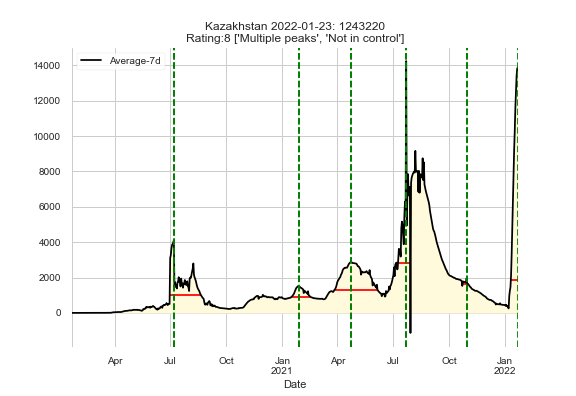 Kazakhstan 2022-01-23: 1243220
Rating:8 ['Multiple peaks', 'Not in control']
Average-7d
14000
12000
10000
8000
6000
4000
2000
0
Apr Jul Oct Jan Apr Jul Oct Jan
2021 2022
Date